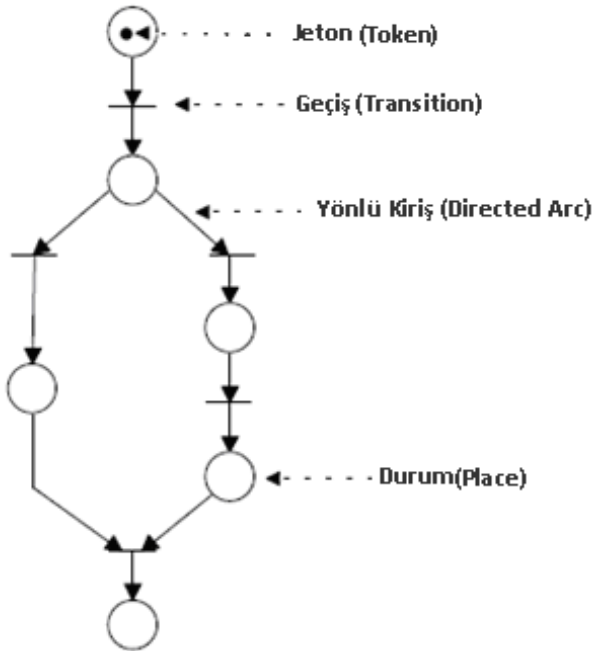 Jeton (Token)
Geçiş (Transition)
Yönlü Kiriş (Directed Arc)
Durum(Place)